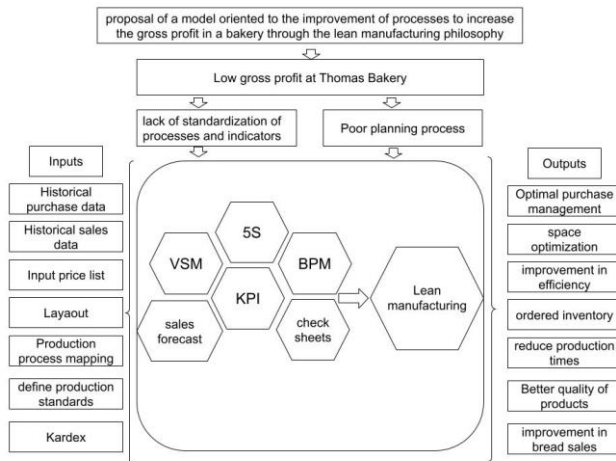 proposal of a model oriented to the improvement of processes to increase
the gross profit in a bakery through the lean manufacturing philosophy
Low gross profit at Thomas Bakery
lack of standardization of
processes and indicators
Poor planning process
Inputs
Historical
purchase data
Historical sales
data
Input price list
Layaout
Production
process mapping
define production
standards
Kardex
5S
VSM
BPM
KPI
sales
forecast
check
sheets
Lean
manufacturing
Outputs
Optimal purchase
management
space
optimization
improvement in
efficiency
ordered inventory
reduce production
times
Better quality of
products
improvement in
bread sales